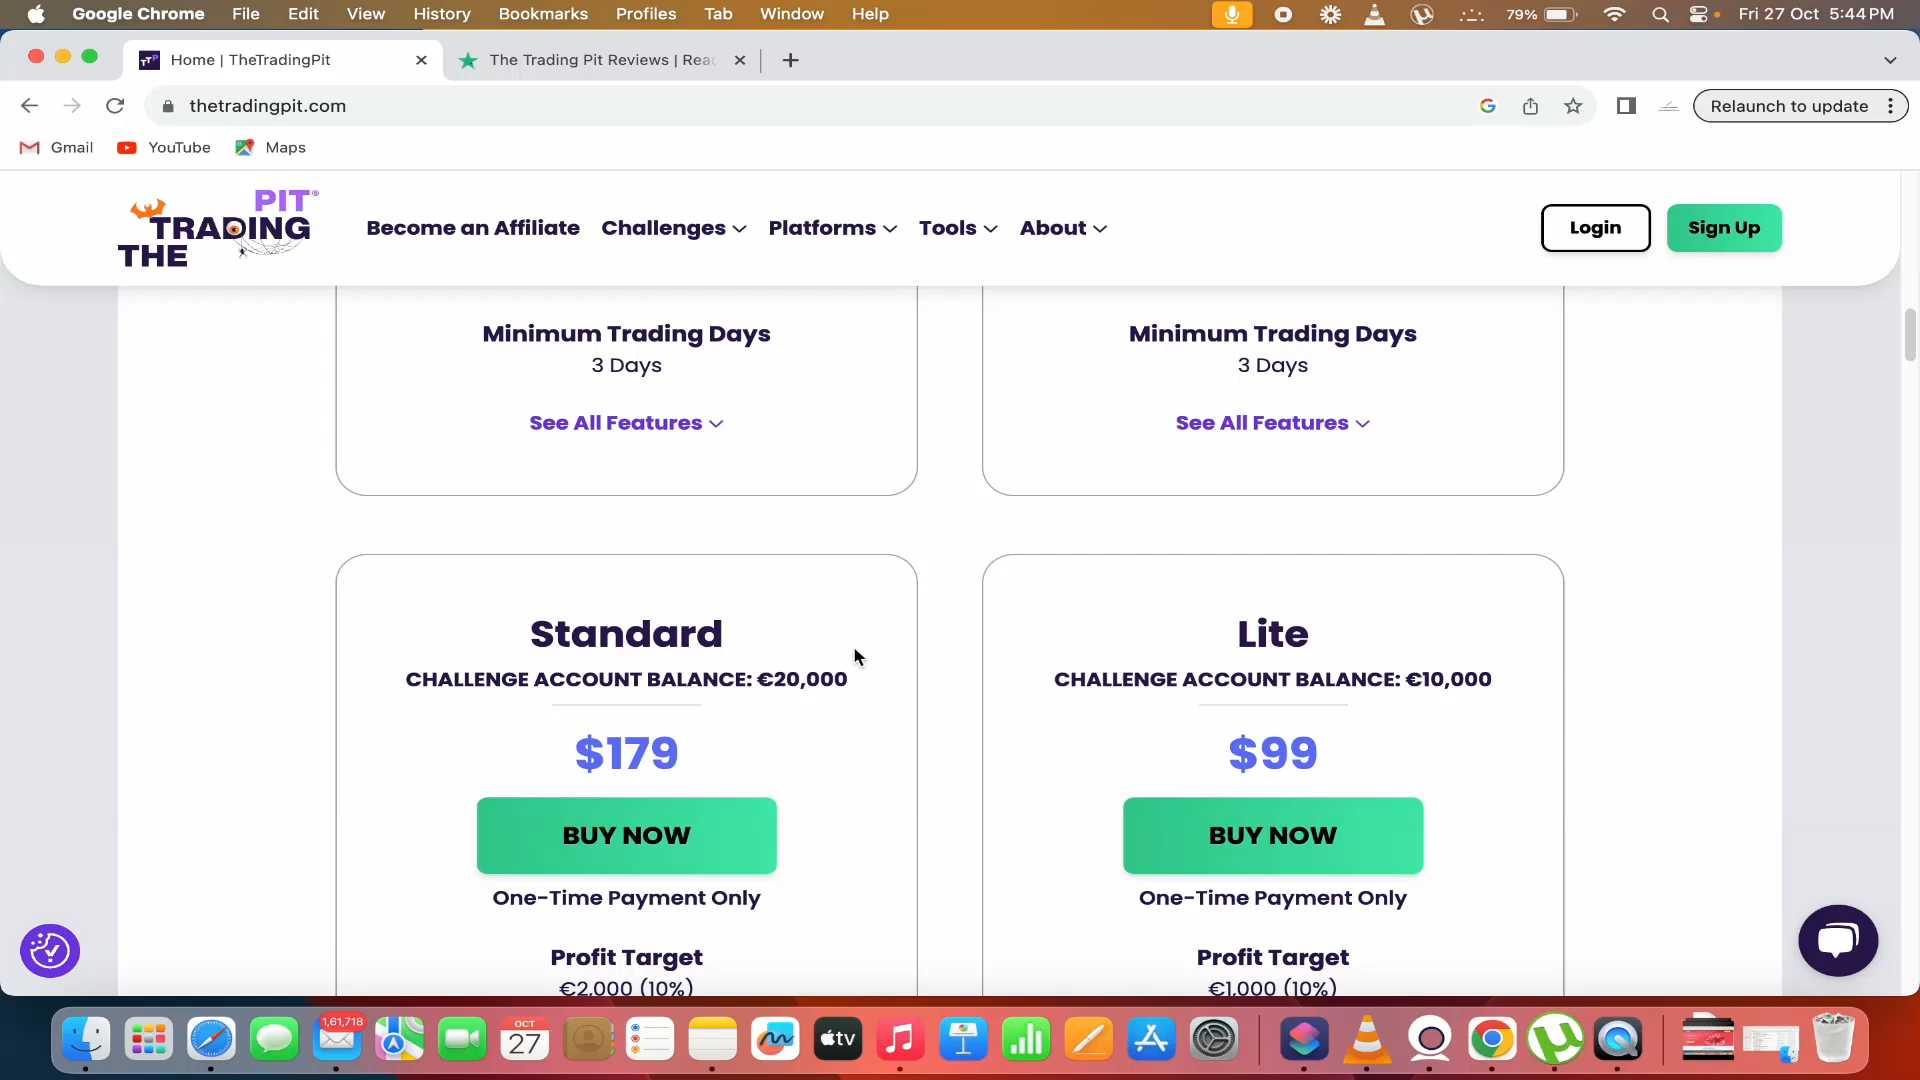 Google Chrome File Edit View History Bookmarks Profiles Tab Window Help 79% Fri 27 Oct 5:44 PM
Home | TheTradingPit
The Trading Pit Reviews | Rea
thetradingpit.com
Relaunch to update
Gmail YouTube Maps
PIT®
TRADING
THE
Become an Affiliate Challenges Platforms Tools About Login Sign Up
Minimum Trading Days
3 Days
See All Features
Minimum Trading Days
3 Days
See All Features
Standard
CHALLENGE ACCOUNT BALANCE: €20,000
$179
BUY NOW
One-Time Payment Only
Profit Target
€2,000 (10%)
Lite
CHALLENGE ACCOUNT BALANCE: €10,000
$99
BUY NOW
One-Time Payment Only
Profit Target
€1,000 (10%)
1,61,718
OCT
27
tv